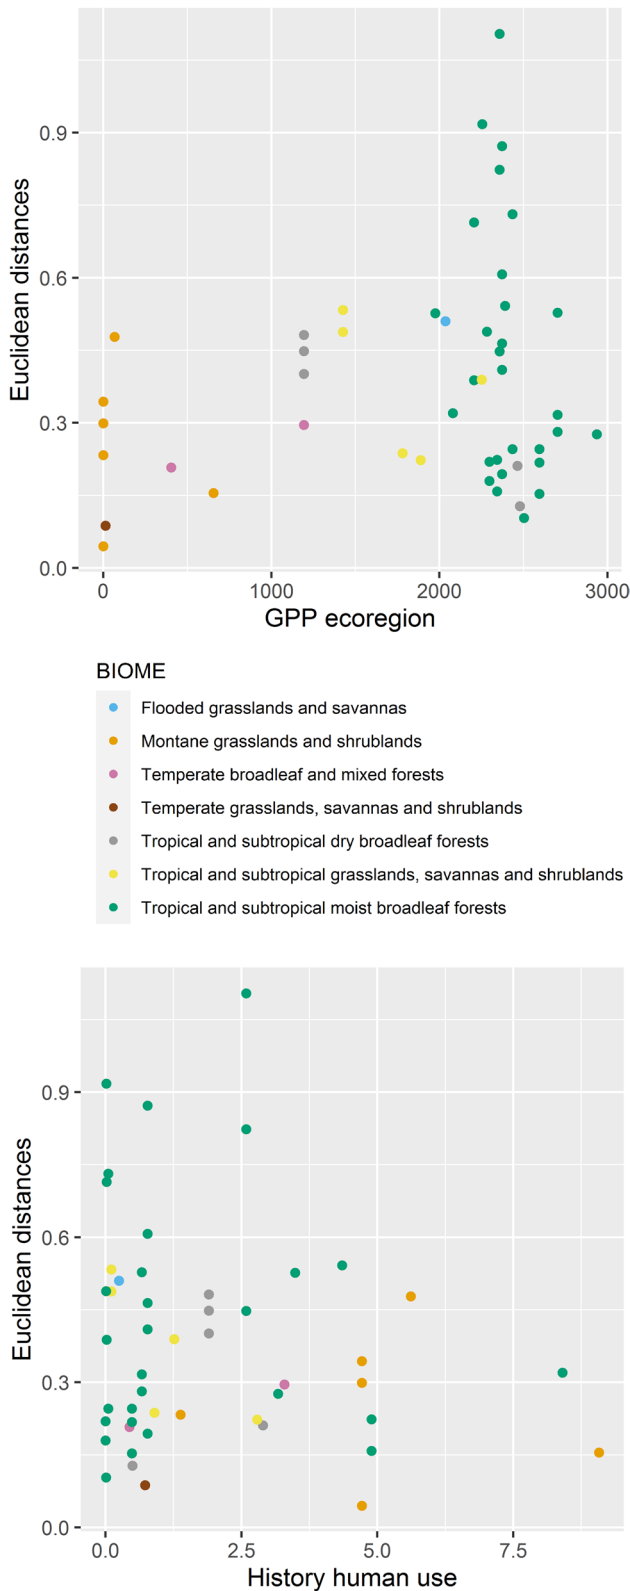 Euclidean distances
0.9
0.6
0.3
0.0
0
1000
2000
3000
GPP ecoregion
BIOME
Flooded grasslands and savannas
Montane grasslands and shrublands
Temperate broadleaf and mixed forests
Temperate grasslands, savannas and shrublands
Tropical and subtropical dry broadleaf forests
Tropical and subtropical grasslands, savannas and shrublands
Tropical and subtropical moist broadleaf forests
Euclidean distances
0.9
0.6
0.3
0.0
0.0
2.5
5.0
7.5
History human use